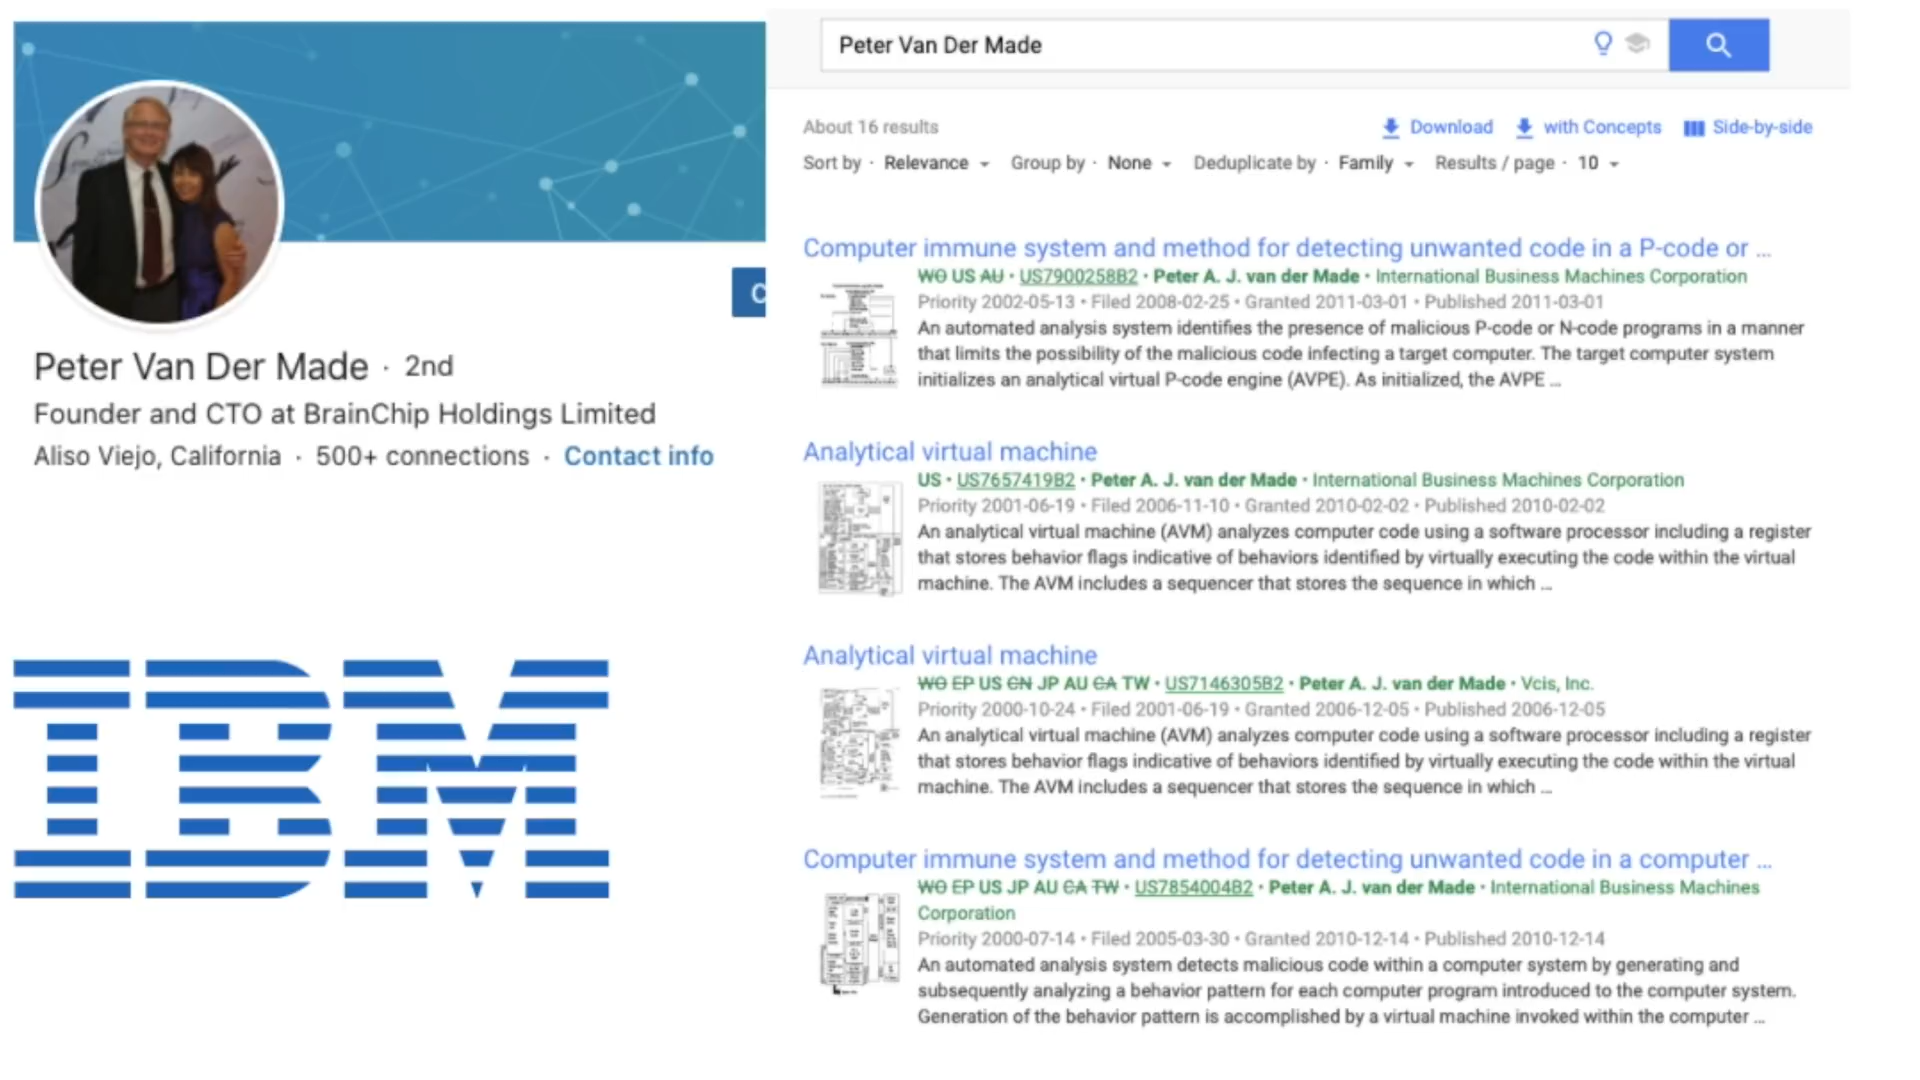 Peter Van Der Made · 2nd
Founder and CTO at BrainChip Holdings Limited
Aliso Viejo, California · 500+ connections · Contact info
IBM
Peter Van Der Made
About 16 results
Download with Concepts Side-by-side
Sort by · Relevance Group by · None Deduplicate by · Family Results / page · 10
Computer immune system and method for detecting unwanted code in a P-code or ...
WO US AU · US7900258B2 · Peter A. J. van der Made · International Business Machines Corporation
Priority 2002-05-13 · Filed 2008-02-25 · Granted 2011-03-01 · Published 2011-03-01
An automated analysis system identifies the presence of malicious P-code or N-code programs in a manner
that limits the possibility of the malicious code infecting a target computer. The target computer system
initializes an analytical virtual P-code engine (AVPE). As initialized, the AVPE ...
Analytical virtual machine
US · US7657419B2 · Peter A. J. van der Made · International Business Machines Corporation
Priority 2001-06-19 · Filed 2006-11-10 · Granted 2010-02-02 · Published 2010-02-02
An analytical virtual machine (AVM) analyzes computer code using a software processor including a register
that stores behavior flags indicative of behaviors identified by virtually executing the code within the virtual
machine. The AVM includes a sequencer that stores the sequence in which ...
Analytical virtual machine
WO EP US CN JP AU CA TW · US7146305B2 · Peter A. J. van der Made · Vcis, Inc.
Priority 2000-10-24 · Filed 2001-06-19 · Granted 2006-12-05 · Published 2006-12-05
An analytical virtual machine (AVM) analyzes computer code using a software processor including a register
that stores behavior flags indicative of behaviors identified by virtually executing the code within the virtual
machine. The AVM includes a sequencer that stores the sequence in which ...
Computer immune system and method for detecting unwanted code in a computer ...
WO EP US JP AU CA TW · US7854004B2 · Peter A. J. van der Made · International Business Machines
Corporation
Priority 2000-07-14 · Filed 2005-03-30 · Granted 2010-12-14 · Published 2010-12-14
An automated analysis system detects malicious code within a computer system by generating and
subsequently analyzing a behavior pattern for each computer program introduced to the computer system.
Generation of the behavior pattern is accomplished by a virtual machine invoked within the computer ...